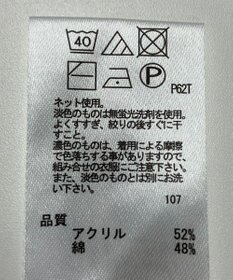 40
P P62T
ネット使用。
淡色のものは無蛍光洗剤を使用。
よくすすぎ、絞りの後すぐに干
すこと。
濃色のものは、着用による摩擦
で色落ちする事がありますので、
組み合せの衣服にご注意下さい。
また、淡色のものとは別にお洗
い下さい。
107
品質
アクリル 52%
綿 48%